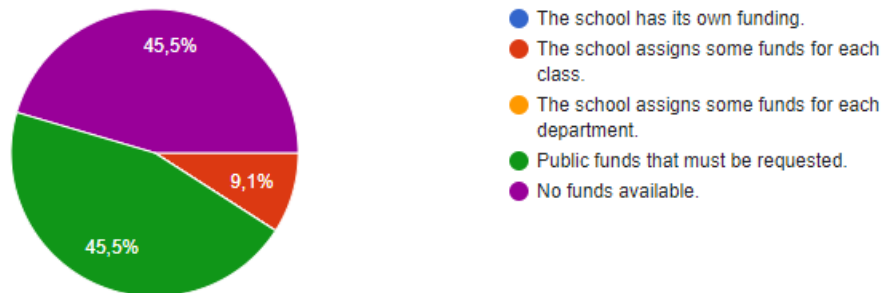 45,5%
9,1%
45,5%
The school has its own funding.
The school assigns some funds for each
class.
The school assigns some funds for each
department.
Public funds that must be requested.
No funds available.